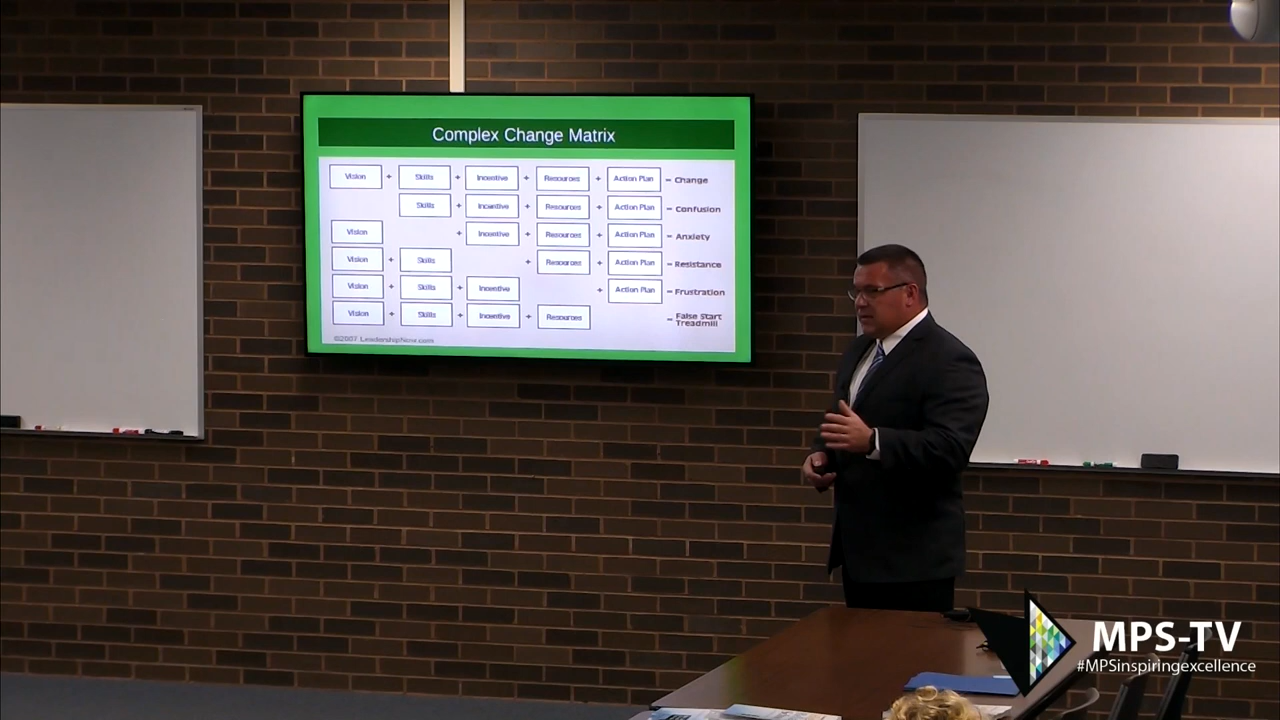 Complex Change Matrix
Vision + Skills + Incentive + Resources + Action Plan = Change
Skills + Incentive + Resources + Action Plan = Confusion
Vision + Incentive + Resources + Action Plan = Anxiety
Vision + Skills + Resources + Action Plan = Resistance
Vision + Skills + Incentive + Action Plan = Frustration
Vision + Skills + Incentive + Resources = False Start
Treadmill
©2007 LeadershipNow.com
MPS-TV
#MPSinspiringexcellence